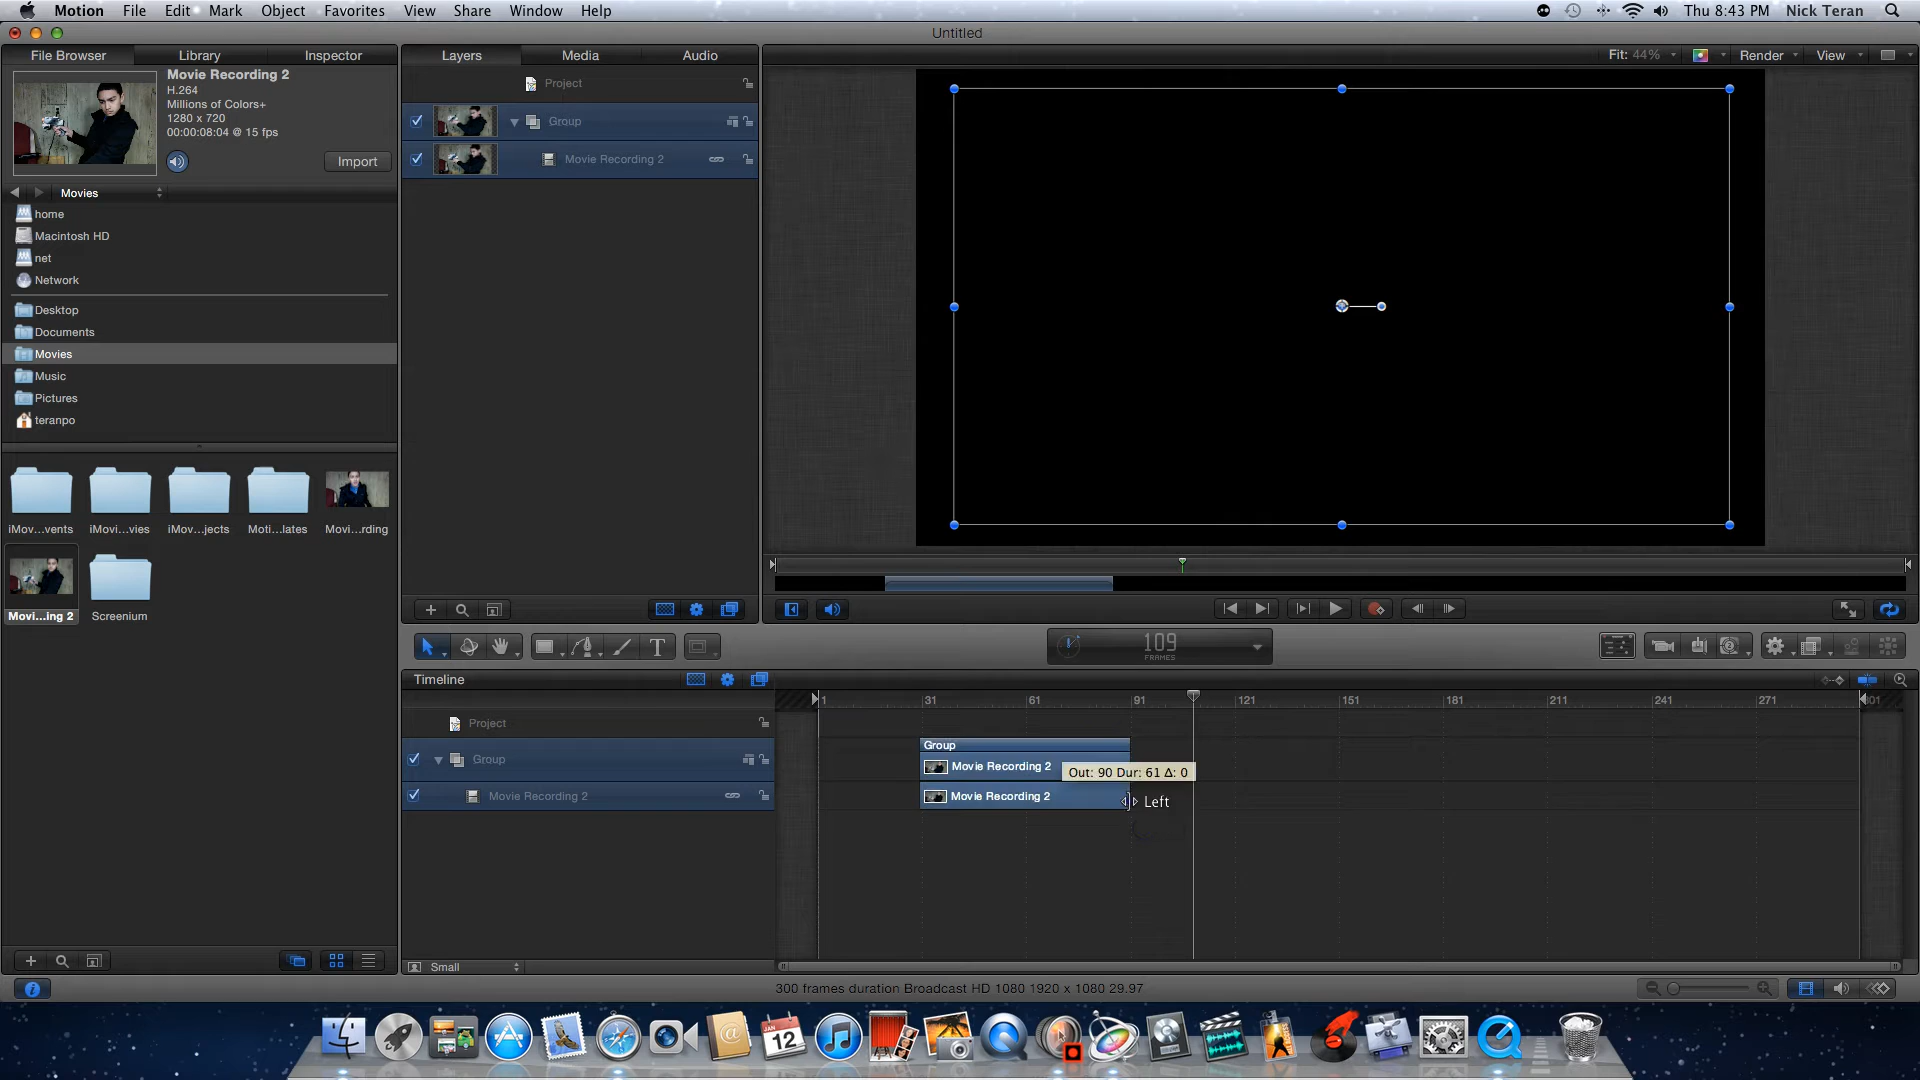 Motion File Edit Mark Object Favorites View Share Window Help Thu 8:43 PM Nick Teran
Untitled
File Browser Library Inspector
Layers Media Audio
Fit: 44% Render View
Movie Recording 2
H.264
Millions of Colors+
1280 x 720
00:00:08:04 @ 15 fps
Import
Project
Group
Movie Recording 2
Movies
home
Macintosh HD
net
Network
Desktop
Documents
Movies
Music
Pictures
teranpo
iMov...vents iMovi...vies iMov...jects Moti...lates Movi...rding
Movi...ing 2 Screenium
109
FRAMES
Timeline
1 31 61 91 121 151 181 211 241 271 301
Project
Group
Movie Recording 2
Group
Movie Recording 2
Movie Recording 2
Out: 90 Dur: 61 Δ: 0
Left
Small
300 frames duration Broadcast HD 1080 1920 x 1080 29.97
JAN
12